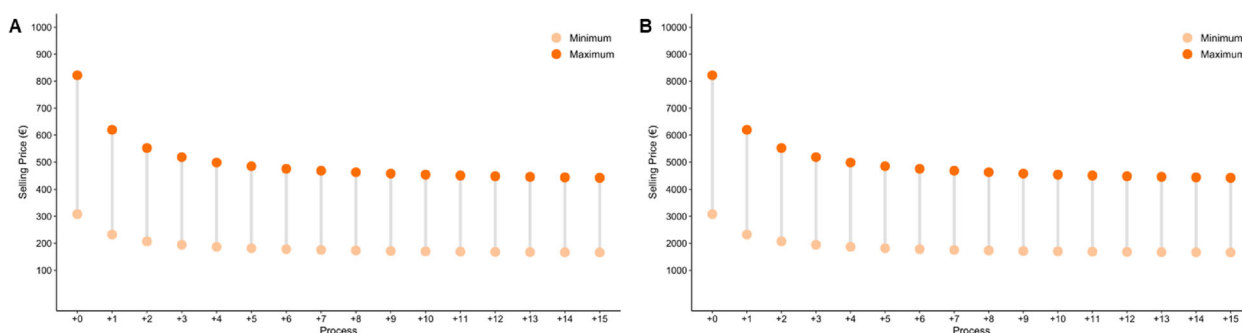 A
Selling Price (€)
1000
900
800
700
600
500
400
300
200
100
Minimum
Maximum
+0 +1 +2 +3 +4 +5 +6 +7 +8 +9 +10 +11 +12 +13 +14 +15
Process
B
Selling Price (€)
10000
9000
8000
7000
6000
5000
4000
3000
2000
1000
Minimum
Maximum
+0 +1 +2 +3 +4 +5 +6 +7 +8 +9 +10 +11 +12 +13 +14 +15
Process